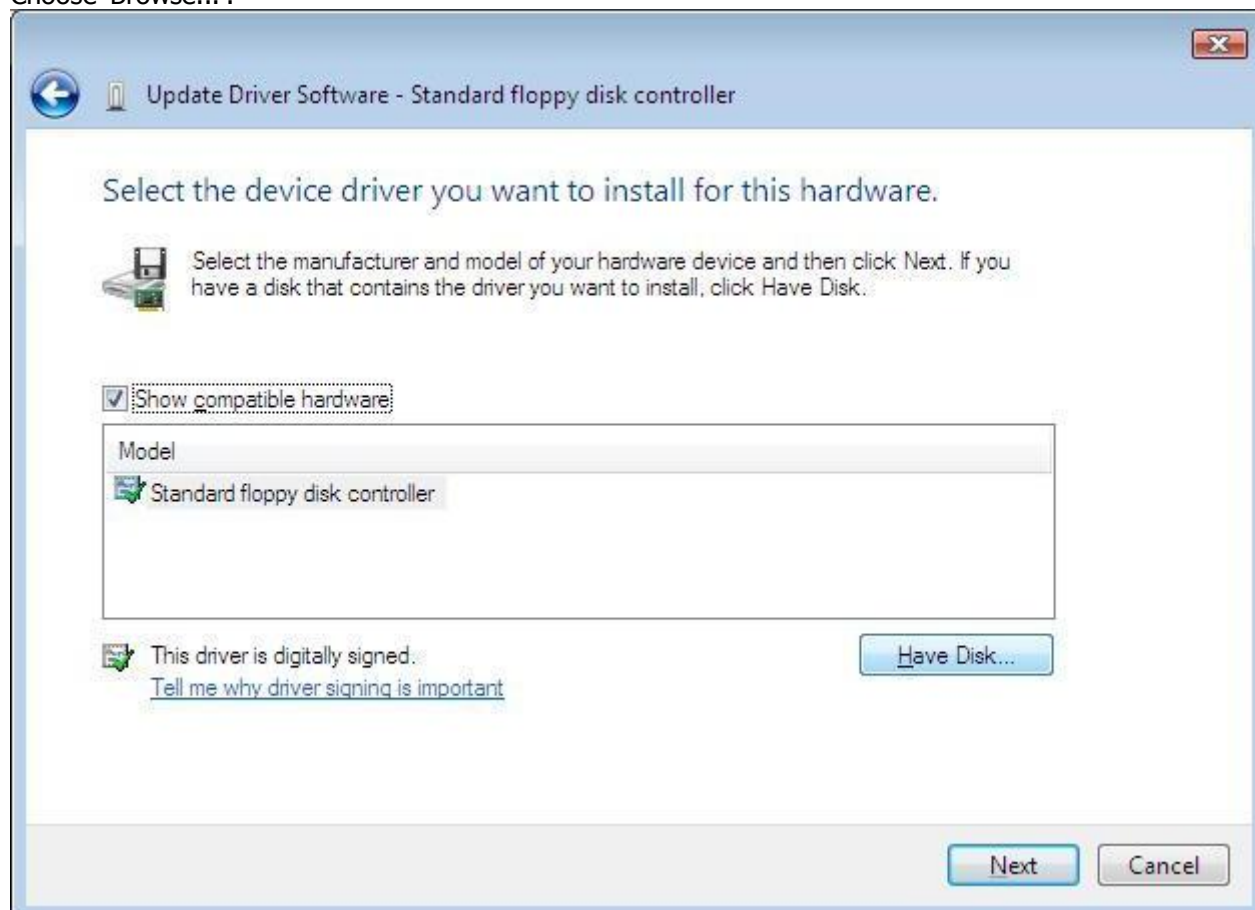 Choose Browse....
Update Driver Software - Standard floppy disk controller
Select the device driver you want to install for this hardware.
Select the manufacturer and model of your hardware device and then click Next. If you
have a disk that contains the driver you want to install, click Have Disk.
Show compatible hardware
Model
Standard floppy disk controller
This driver is digitally signed.
Have Disk...
Tell me why driver signing is important
Next
Cancel